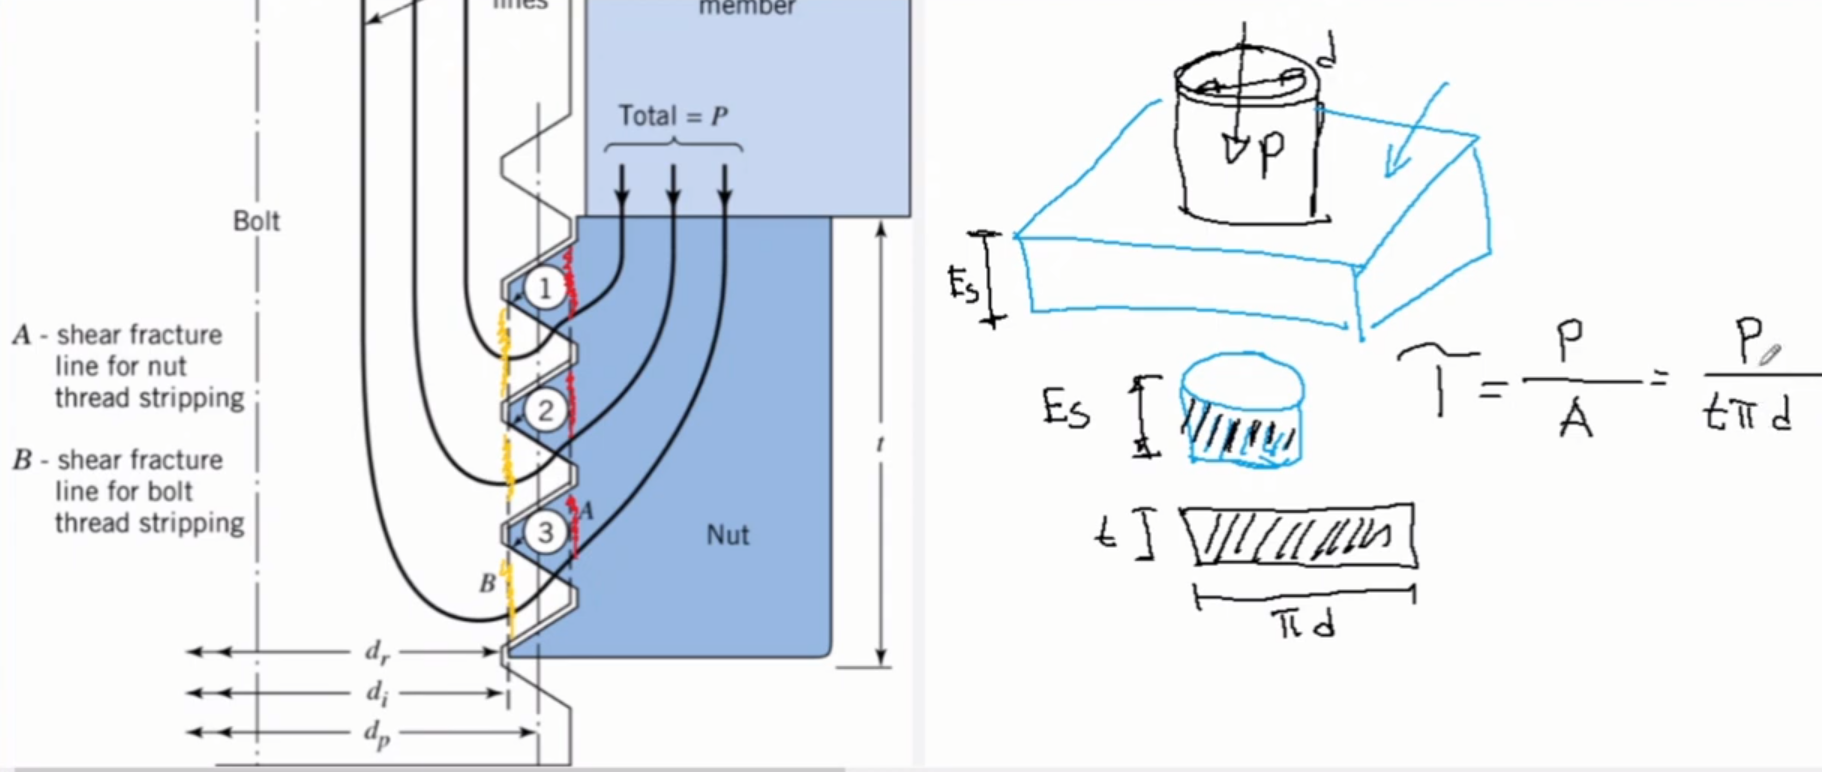 lines
member
Total = P
Bolt
1
A - shear fracture
line for nut
thread stripping
2
t
B - shear fracture
line for bolt
thread stripping
3
A
Nut
B
d_r
d_i
d_p
d
P
Es
Es
τ = P / A = P / tπd
t
πd